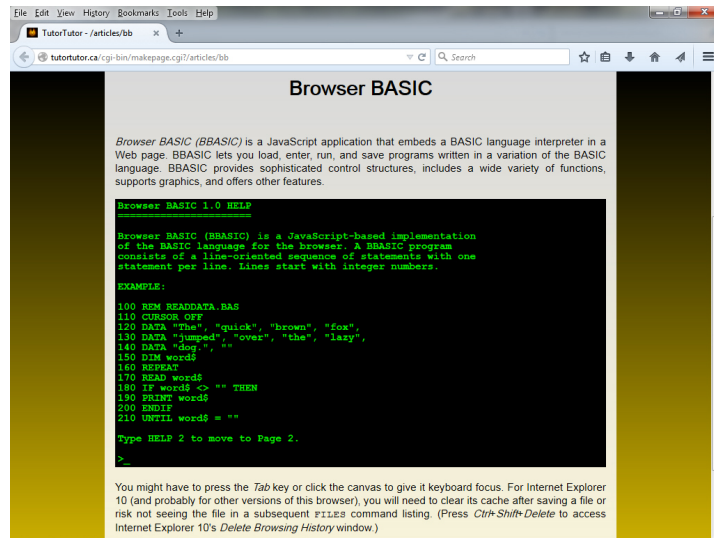 File Edit View History Bookmarks Tools Help
TutorTutor - /articles/bb × +
tutortutor.ca/cgi-bin/makepage.cgi?/articles/bb Search
Browser BASIC
Browser BASIC (BBASIC) is a JavaScript application that embeds a BASIC language interpreter in a
Web page. BBASIC lets you load, enter, run, and save programs written in a variation of the BASIC
language. BBASIC provides sophisticated control structures, includes a wide variety of functions,
supports graphics, and offers other features.
Browser BASIC 1.0 HELP
======================
Browser BASIC (BBASIC) is a JavaScript-based implementation
of the BASIC language for the browser. A BBASIC program
consists of a line-oriented sequence of statements with one
statement per line. Lines start with integer numbers.
EXAMPLE:
100 REM READDATA.BAS
110 CURSOR OFF
120 DATA "The", "quick", "brown", "fox",
130 DATA "jumped", "over", "the", "lazy",
140 DATA "dog.", ""
150 DIM word$
160 REPEAT
170 READ word$
180 IF word$ <> "" THEN
190 PRINT word$
200 ENDIF
210 UNTIL word$ = ""
Type HELP 2 to move to Page 2.
>_
You might have to press the Tab key or click the canvas to give it keyboard focus. For Internet Explorer
10 (and probably for other versions of this browser), you will need to clear its cache after saving a file or
risk not seeing the file in a subsequent FILES command listing. (Press Ctrl+Shift+Delete to access
Internet Explorer 10's Delete Browsing History window.)